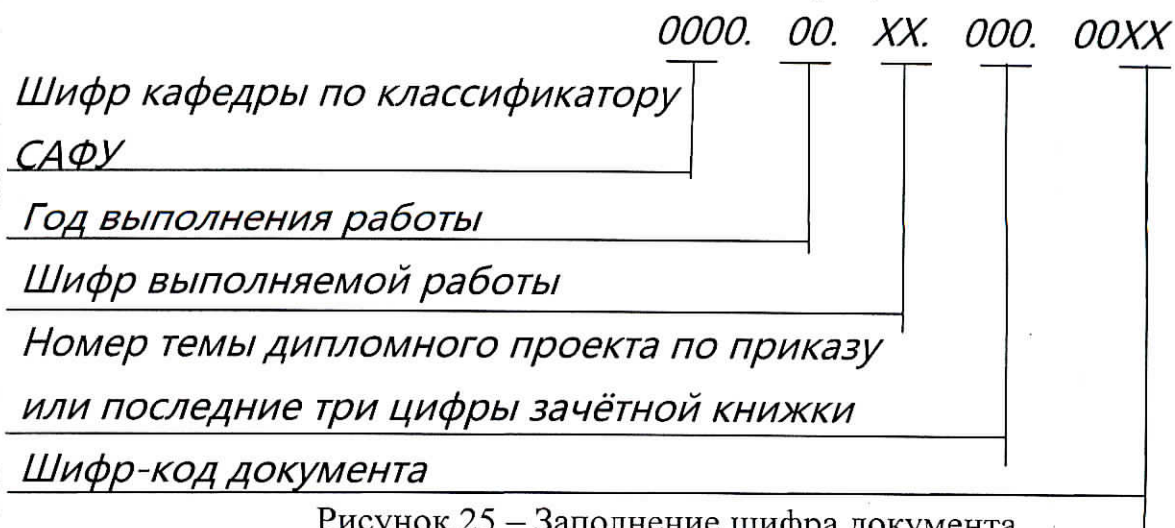 0000. 00. XX. 000. 00XX
Шифр кафедры по классификатору
САФУ
Год выполнения работы
Шифр выполняемой работы
Номер темы дипломного проекта по приказу
или последние три цифры зачётной книжки
Шифр-код документа
Рисунок 25 – Заполнение шифра документа